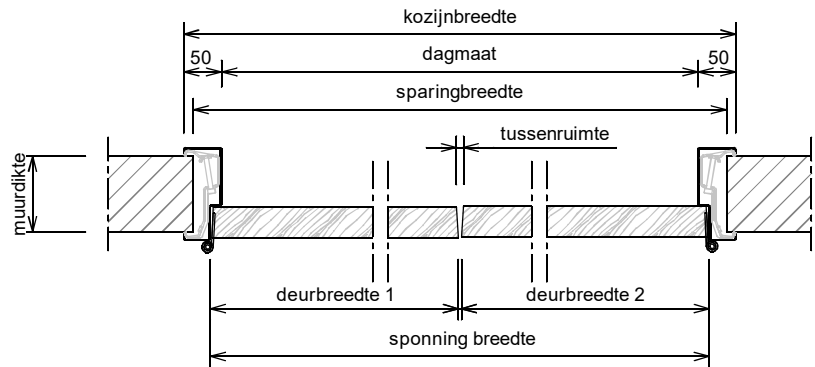 kozijnbreedte
50
dagmaat
50
sparingbreedte
tussenruimte
muurdikte
deurbreedte 1
deurbreedte 2
sponning breedte